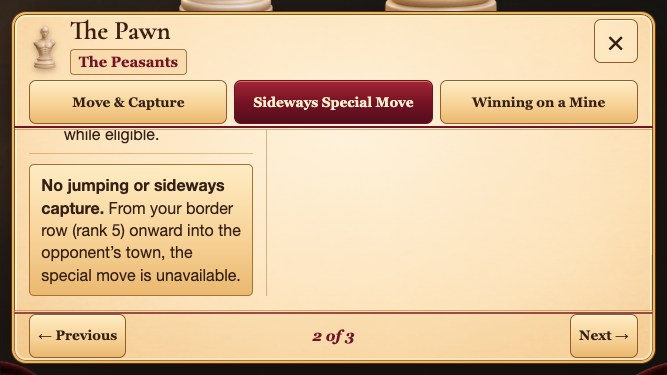 The Pawn
The Peasants
×
Move & Capture
Sideways Special Move
Winning on a Mine
while eligible.
No jumping or sideways
capture. From your border
row (rank 5) onward into the
opponent's town, the
special move is unavailable.
← Previous
2 of 3
Next →